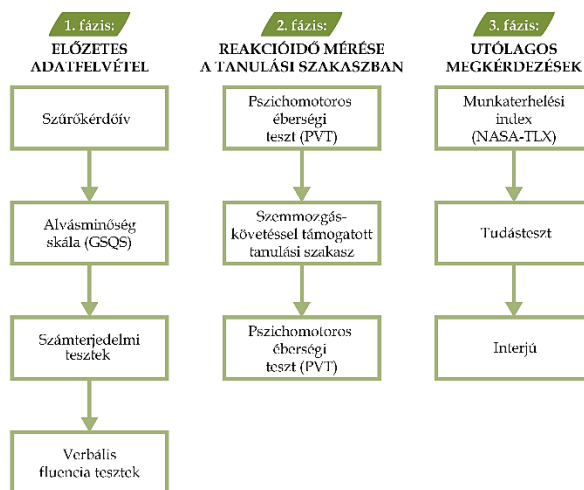 1. fázis:
ELŐZETES
ADATFELVÉTEL
Szűrőkérdőív
Alvásminőség
skála (GSQS)
Számterjedelmi
tesztek
Verbális
fluencia tesztek
2. fázis:
REAKCIÓIDŐ MÉRÉSE
A TANULÁSI SZAKASZBAN
Pszichomotoros
éberségi
teszt (PVT)
Szemmozgás-
követéssel támogatott
tanulási szakasz
Pszichomotoros
éberségi
teszt (PVT)
3. fázis:
UTÓLAGOS
MEGKÉRDEZÉSEK
Munkaterhelési
index
(NASA-TLX)
Tudásteszt
Interjú